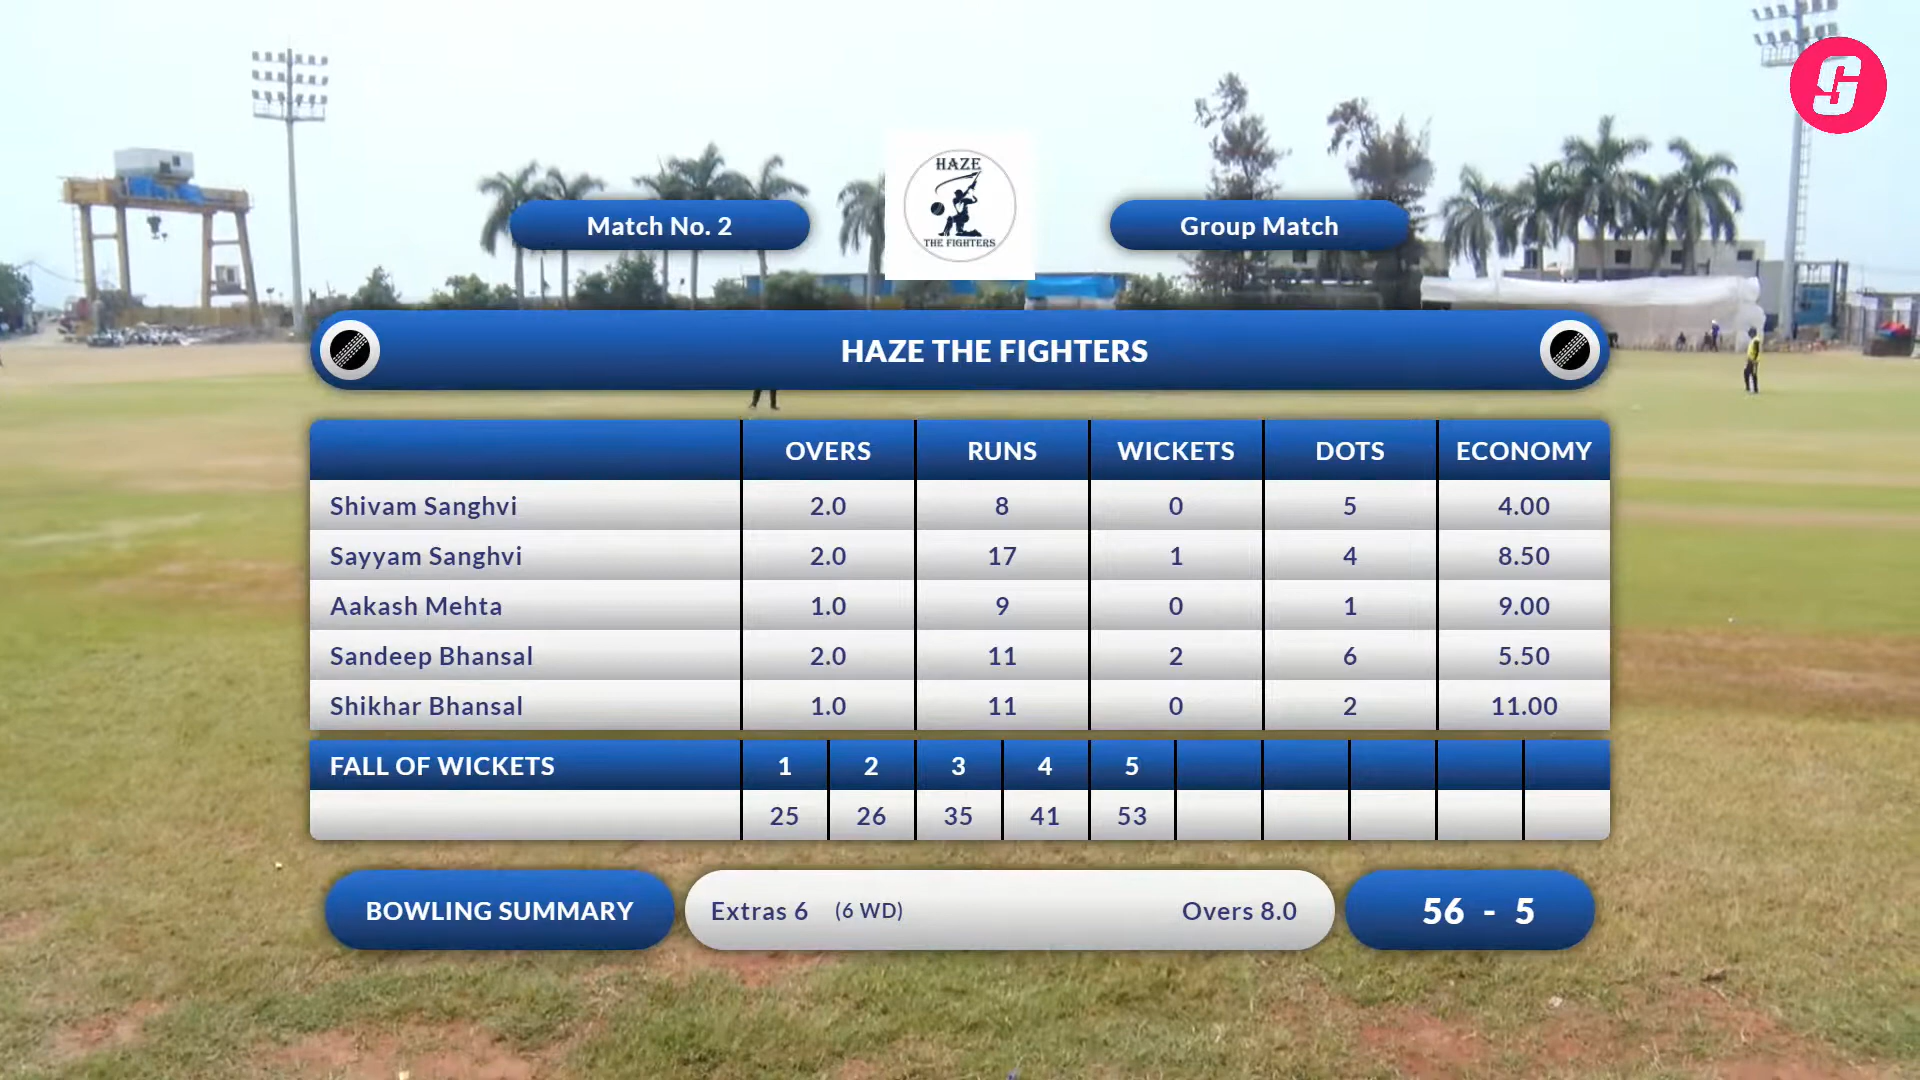 HAZE
THE FIGHTERS
Match No. 2
Group Match
HAZE THE FIGHTERS
OVERS RUNS WICKETS DOTS ECONOMY
Shivam Sanghvi 2.0 8 0 5 4.00
Sayyam Sanghvi 2.0 17 1 4 8.50
Aakash Mehta 1.0 9 0 1 9.00
Sandeep Bhansal 2.0 11 2 6 5.50
Shikhar Bhansal 1.0 11 0 2 11.00
FALL OF WICKETS 1 2 3 4 5
25 26 35 41 53
BOWLING SUMMARY Extras 6 (6 WD) Overs 8.0 56 - 5